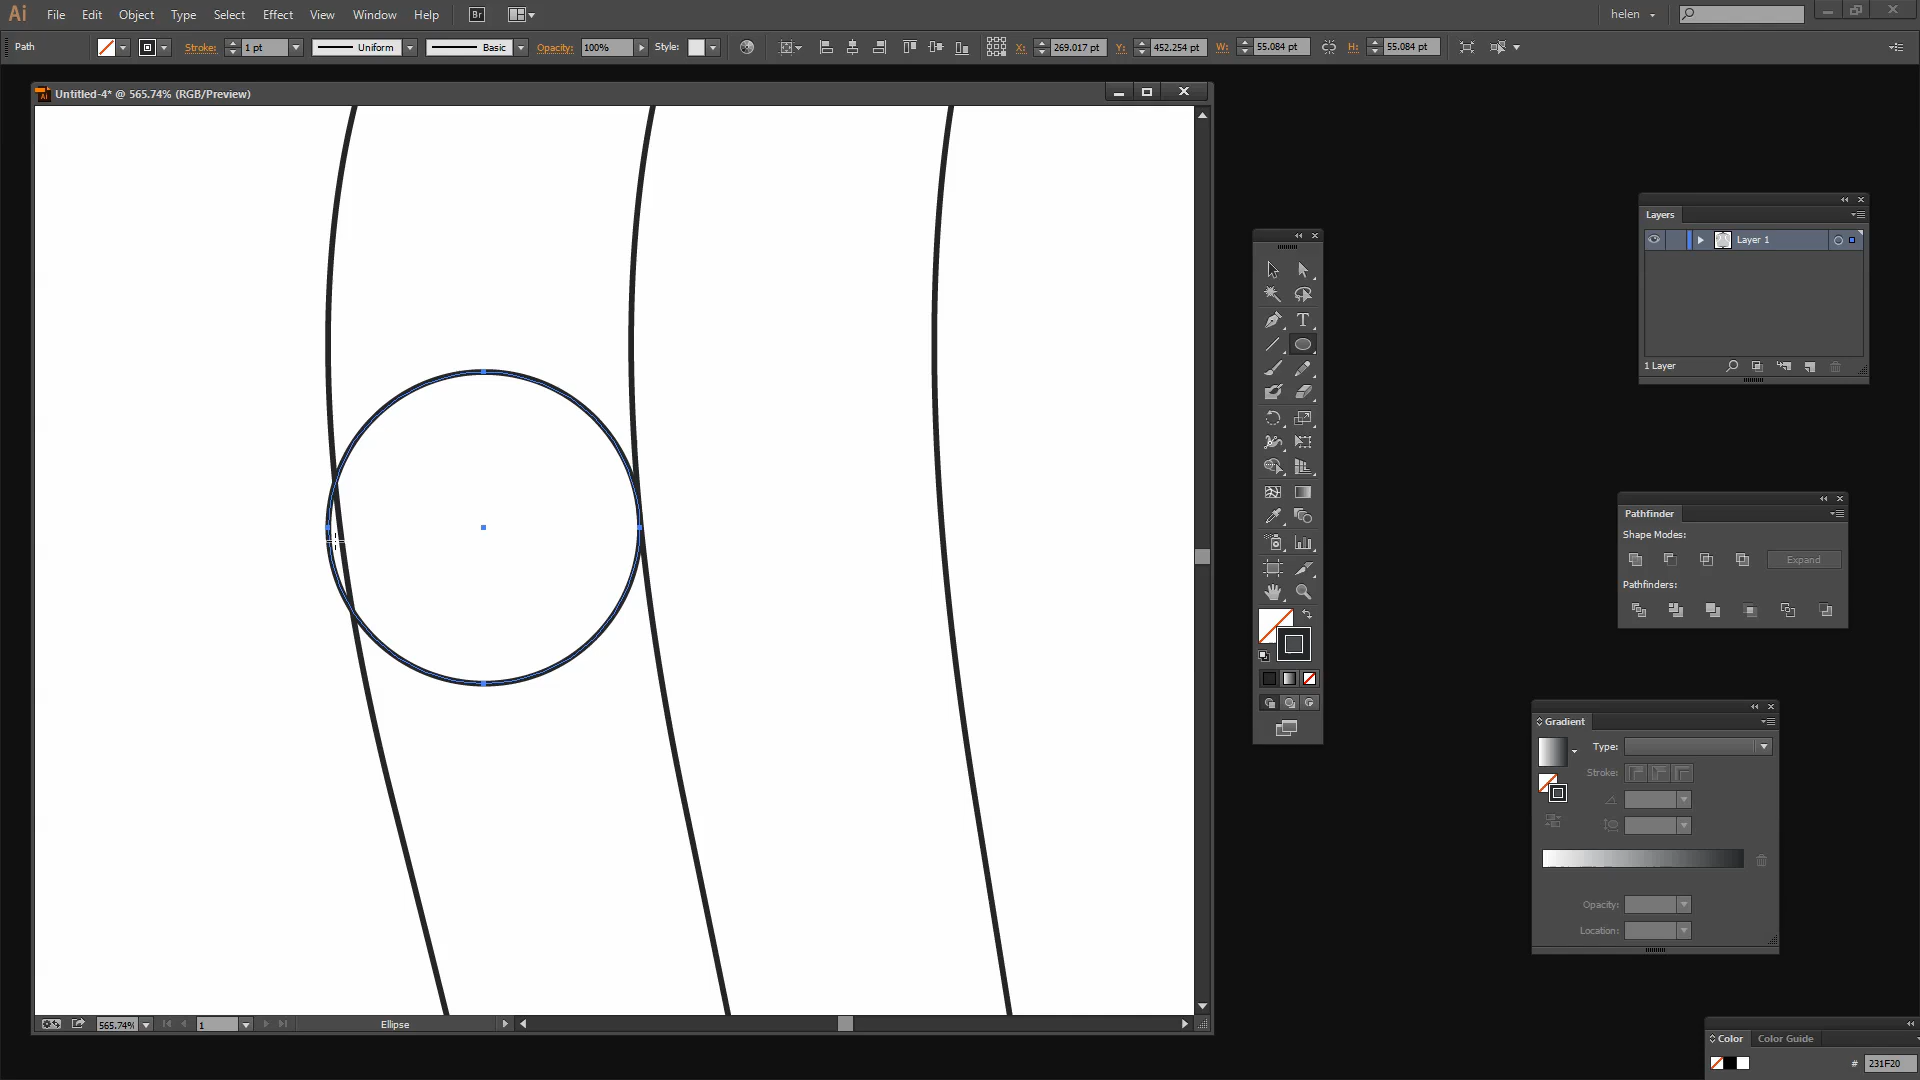 Ai File Edit Object Type Select Effect View Window Help Br helen
Path Stroke: 1 pt Uniform Basic Opacity: 100% Style: X: 269.017 pt Y: 452.254 pt W: 55.084 pt H: 55.084 pt
Untitled-4* @ 565.74% (RGB/Preview)
Layers
Layer 1
1 Layer
T
Pathfinder
Shape Modes:
Expand
Pathfinders:
Gradient
Type:
Stroke:
Opacity:
Location:
565.74% 1 Ellipse
Color Color Guide
# 231F20